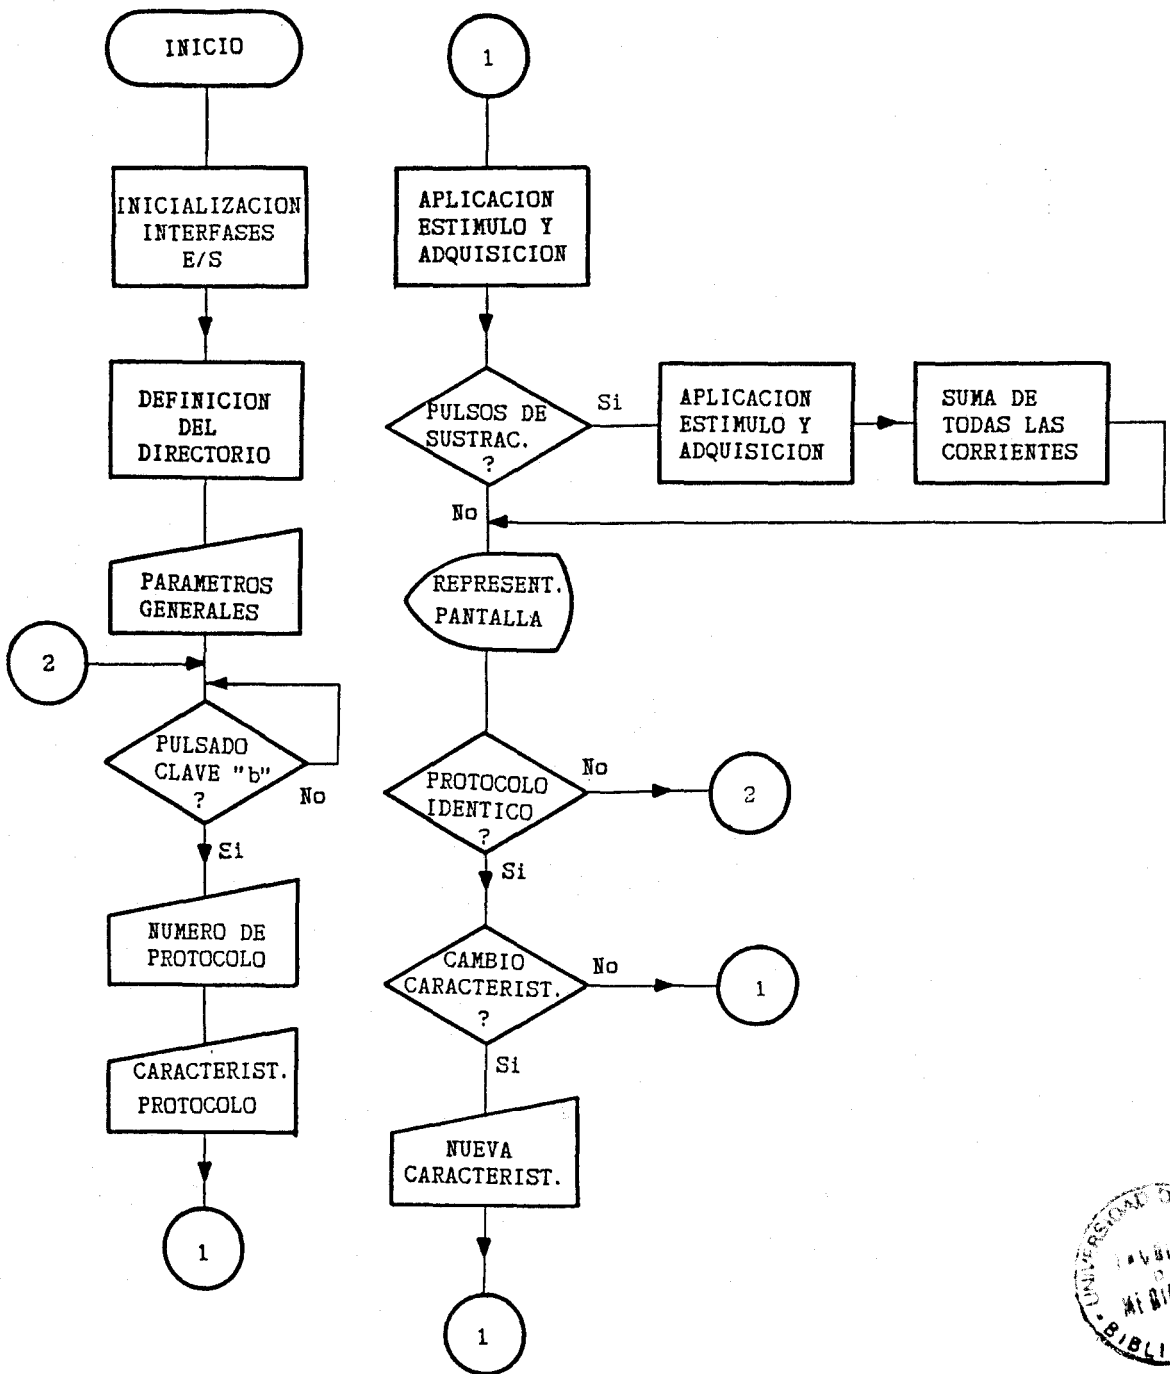 INICIO
INICIALIZACION
INTERFASES
E/S
DEFINICION
DEL
DIRECTORIO
PARAMETROS
GENERALES
2
PULSADO
CLAVE "b"
?
No
Si
NUMERO DE
PROTOCOLO
CARACTERIST.
PROTOCOLO
1
1
APLICACION
ESTIMULO Y
ADQUISICION
PULSOS DE
SUSTRAC.
?
Si
APLICACION
ESTIMULO Y
ADQUISICION
SUMA DE
TODAS LAS
CORRIENTES
No
REPRESENT.
PANTALLA
PROTOCOLO
IDENTICO
?
No
2
Si
CAMBIO
CARACTERIST.
?
No
1
Si
NUEVA
CARACTERIST.
1
UNIVERSIDAD